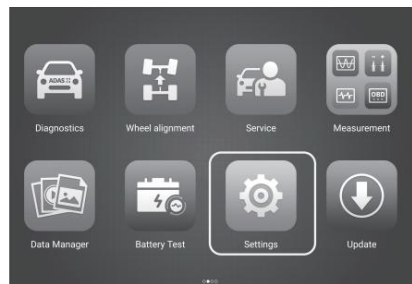 ADAS
Diagnostics
Wheel alignment
Service
OBD
Measurement
Data Manager
Battery Test
Settings
Update